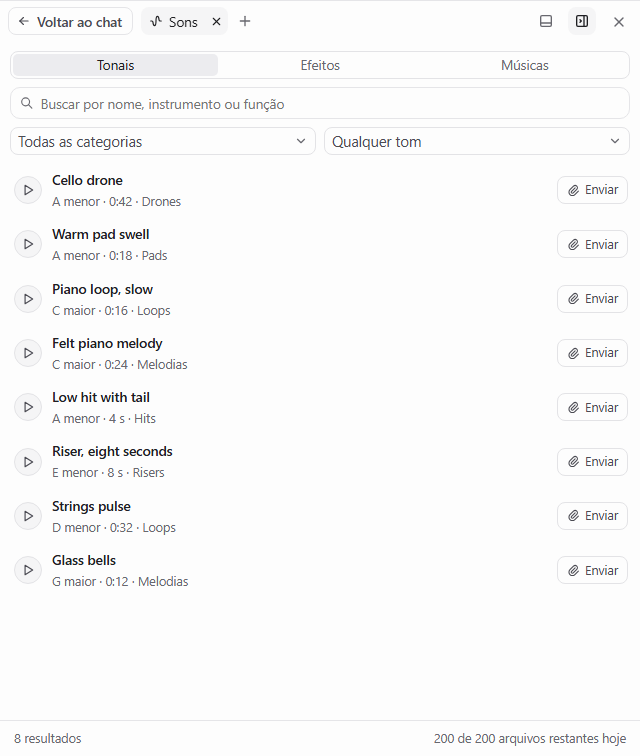 Voltar ao chat Sons
Tonais Efeitos Músicas
Buscar por nome, instrumento ou função
Todas as categorias Qualquer tom
Cello drone
A menor · 0:42 · Drones
Enviar
Warm pad swell
A menor · 0:18 · Pads
Enviar
Piano loop, slow
C maior · 0:16 · Loops
Enviar
Felt piano melody
C maior · 0:24 · Melodias
Enviar
Low hit with tail
A menor · 4 s · Hits
Enviar
Riser, eight seconds
E menor · 8 s · Risers
Enviar
Strings pulse
D menor · 0:32 · Loops
Enviar
Glass bells
G maior · 0:12 · Melodias
Enviar
8 resultados 200 de 200 arquivos restantes hoje